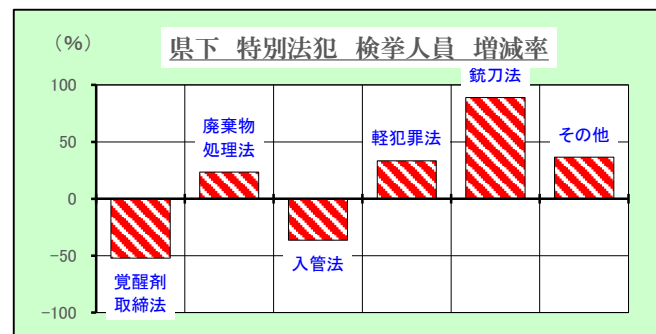 （％）
県下 特別法犯 検挙人員 増減率
100
50
0
−50
−100
覚醒剤
取締法
廃棄物
処理法
入管法
軽犯罪法
銃刀法
その他